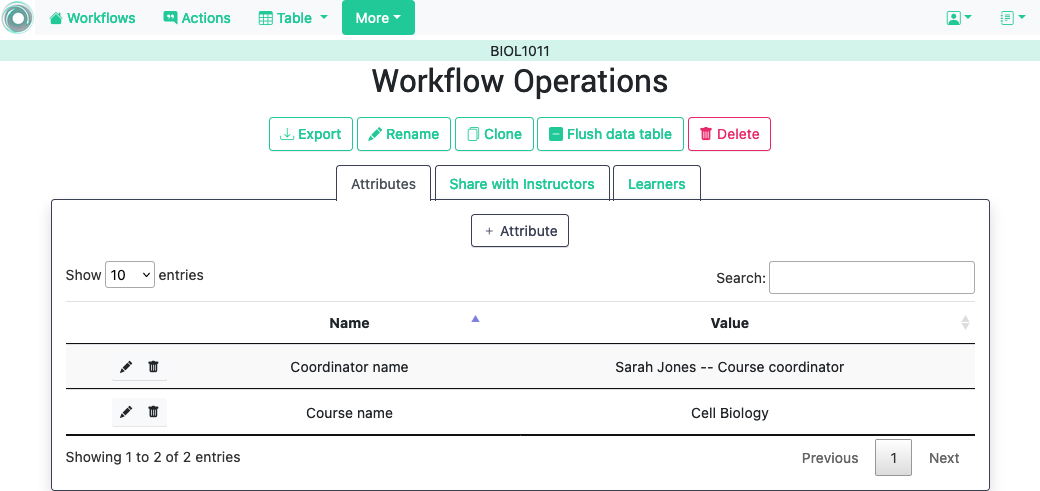 Workflows Actions Table More
BIOL1011
Workflow Operations
Export Rename Clone Flush data table Delete
Attributes Share with Instructors Learners
+ Attribute
Show 10 entries Search:
Name Value
Coordinator name Sarah Jones -- Course coordinator
Course name Cell Biology
Showing 1 to 2 of 2 entries Previous 1 Next